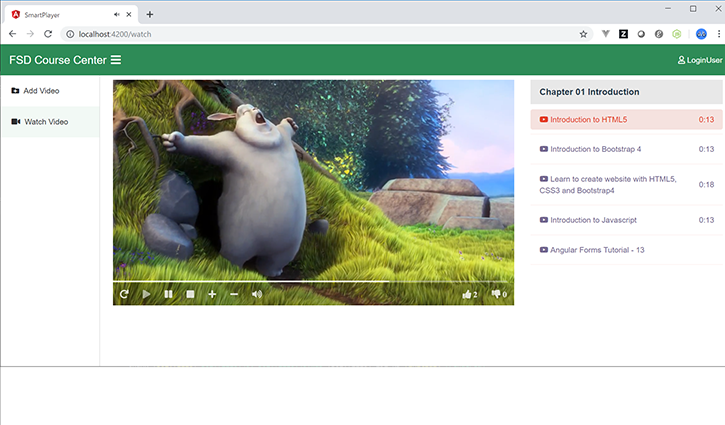 SmartPlayer
localhost:4200/watch
FSD Course Center
LoginUser
Add Video
Watch Video
Chapter 01 Introduction
Introduction to HTML5 0:13
Introduction to Bootstrap 4 0:13
Learn to create website with HTML5, 0:18
CSS3 and Bootstrap4
Introduction to Javascript 0:13
Angular Forms Tutorial - 13
2 0